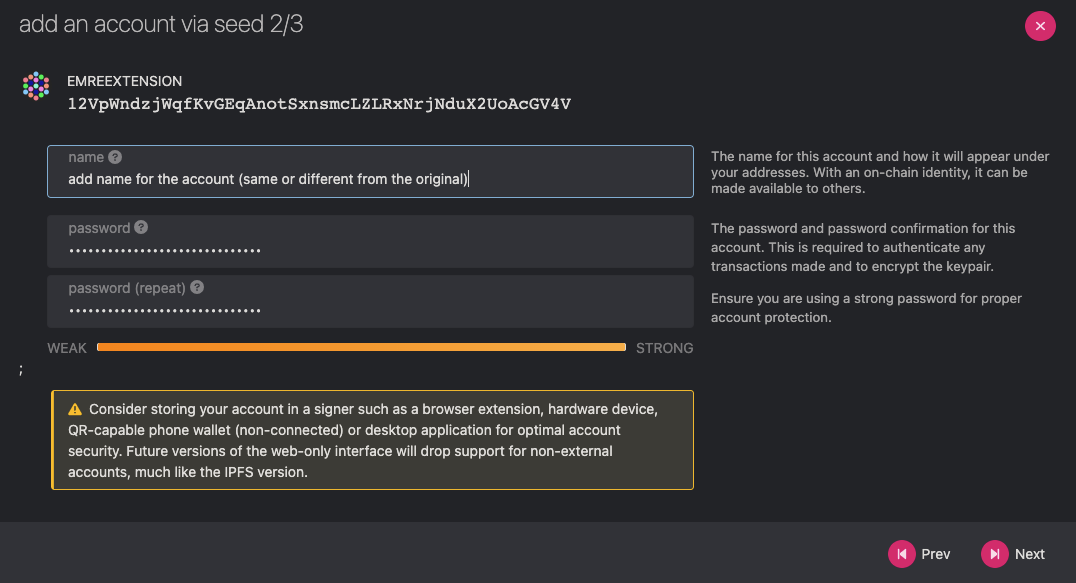 add an account via seed 2/3
EMREEXTENSION
12VpWndzjWqfKvGEqAnotSxnsmcLZLRxNrjNduX2UoAcGV4V
name
add name for the account (same or different from the original)
The name for this account and how it will appear under
your addresses. With an on-chain identity, it can be
made available to others.
password
••••••••••••••••••••••••••••••
password (repeat)
••••••••••••••••••••••••••••••
The password and password confirmation for this
account. This is required to authenticate any
transactions made and to encrypt the keypair.
Ensure you are using a strong password for proper
account protection.
WEAK STRONG
;
Consider storing your account in a signer such as a browser extension, hardware device,
QR-capable phone wallet (non-connected) or desktop application for optimal account
security. Future versions of the web-only interface will drop support for non-external
accounts, much like the IPFS version.
Prev Next